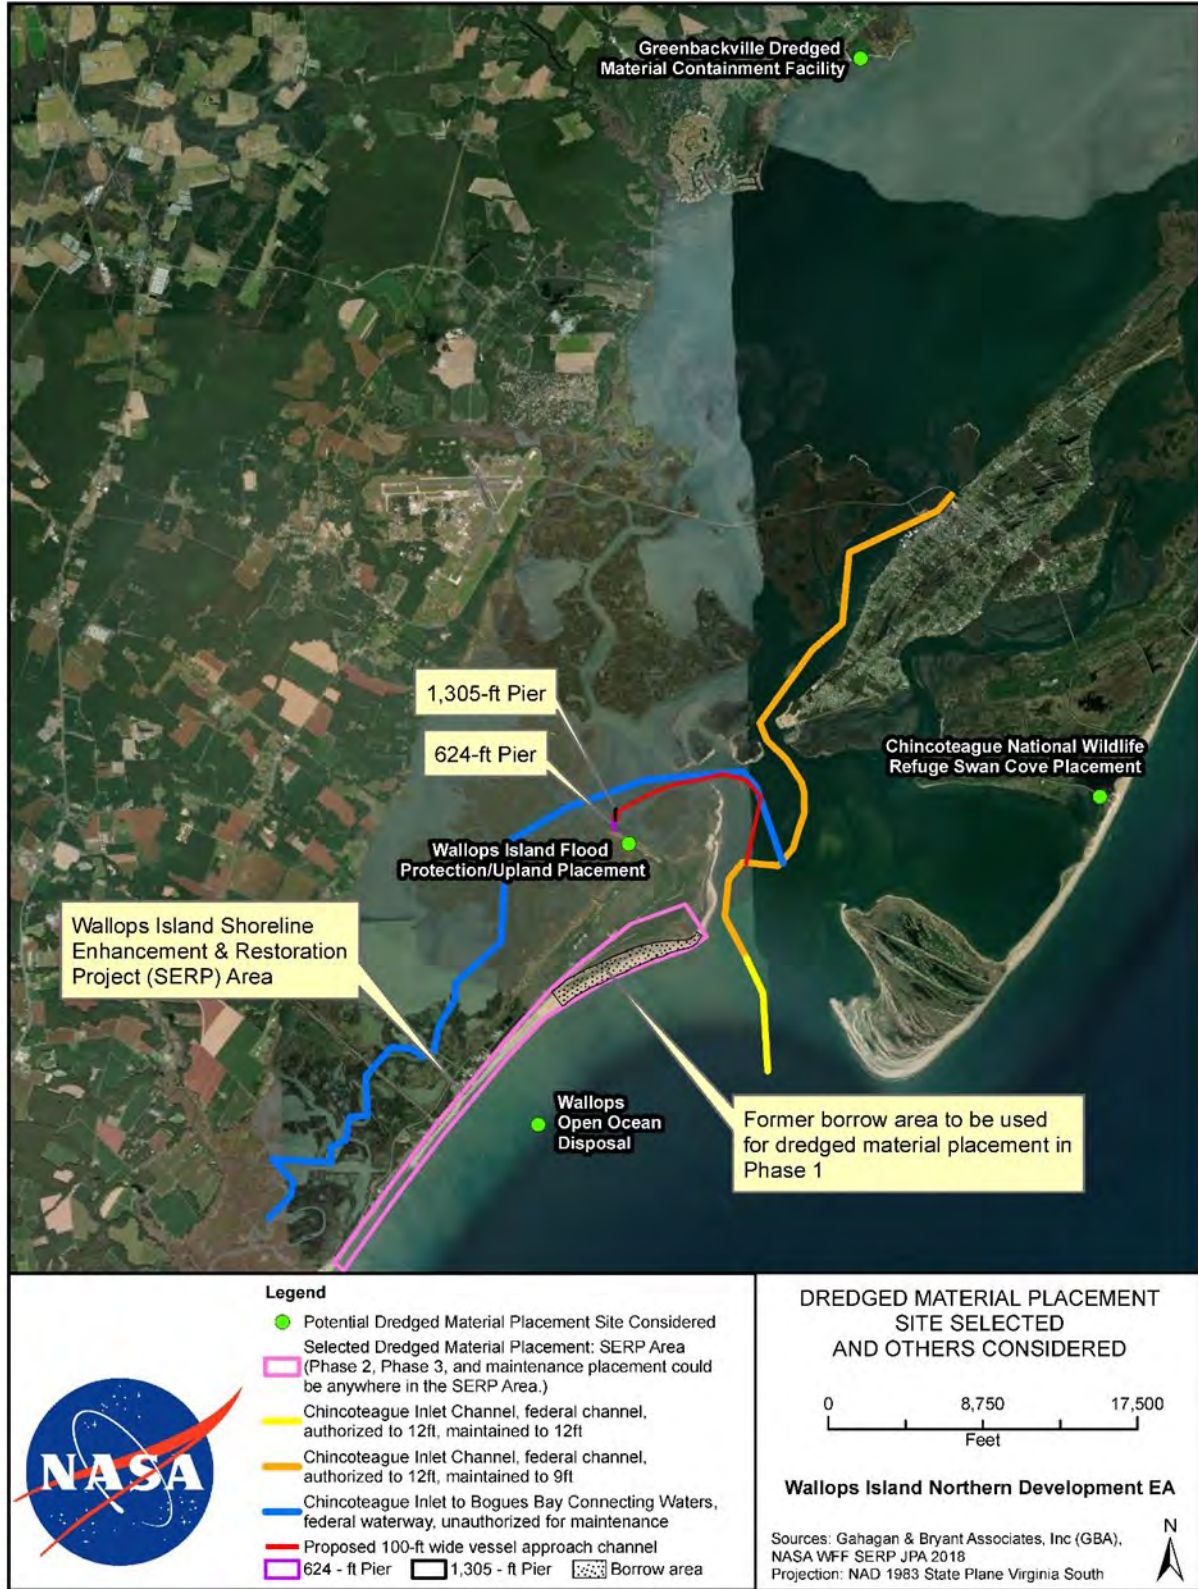 Greenbackville Dredged
Material Containment Facility
1,305-ft Pier
624-ft Pier
Chincoteague National Wildlife
Refuge Swan Cove Placement
Wallops Island Flood
Protection/Upland Placement
Wallops Island Shoreline
Enhancement & Restoration
Project (SERP) Area
Wallops
Open Ocean
Disposal
Former borrow area to be used
for dredged material placement in
Phase 1
NASA
Legend
Potential Dredged Material Placement Site Considered
Selected Dredged Material Placement: SERP Area
(Phase 2, Phase 3, and maintenance placement could
be anywhere in the SERP Area.)
Chincoteague Inlet Channel, federal channel,
authorized to 12ft, maintained to 12ft
Chincoteague Inlet Channel, federal channel,
authorized to 12ft, maintained to 9ft
Chincoteague Inlet to Bogues Bay Connecting Waters,
federal waterway, unauthorized for maintenance
Proposed 100-ft wide vessel approach channel
624 - ft Pier 1,305 - ft Pier Borrow area
DREDGED MATERIAL PLACEMENT
SITE SELECTED
AND OTHERS CONSIDERED
0 8,750 17,500
Feet
Wallops Island Northern Development EA
Sources: Gahagan & Bryant Associates, Inc (GBA),
NASA WFF SERP JPA 2018
Projection: NAD 1983 State Plane Virginia South
N